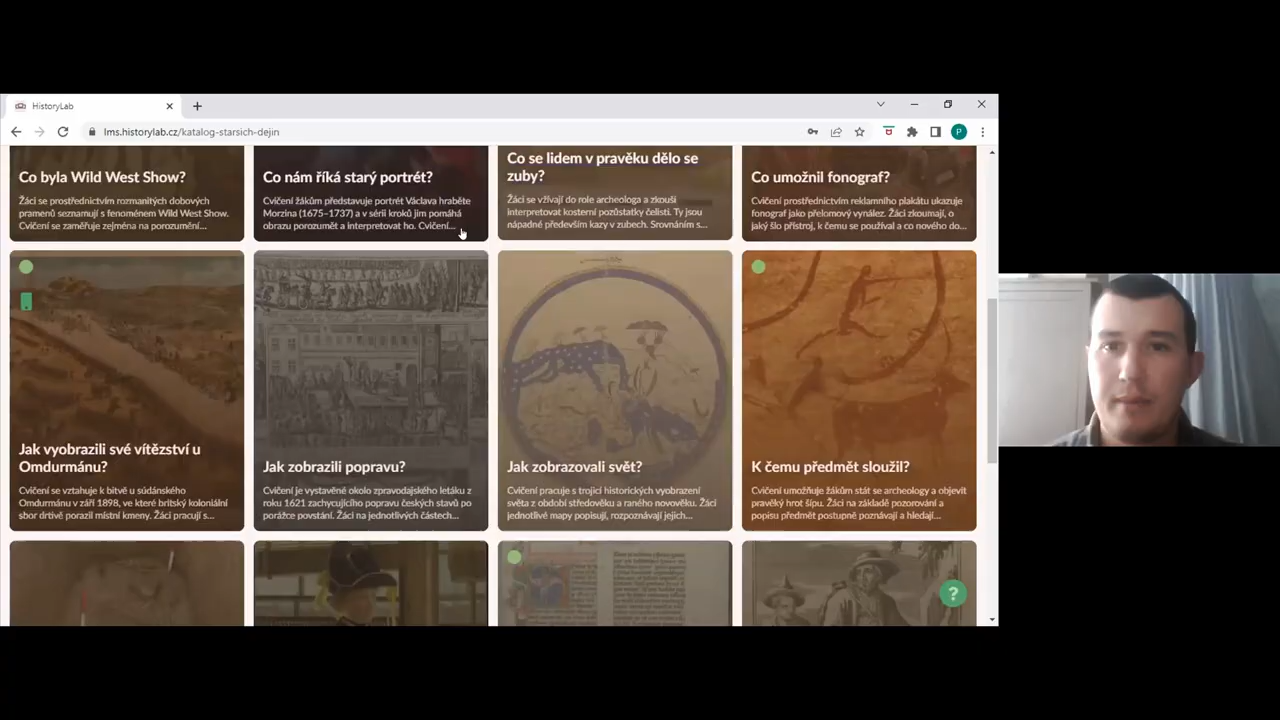 HistoryLab
lms.historylab.cz/katalog-starsich-dejin
P
Co byla Wild West Show?
Žáci se prostřednictvím rozmanitých dobových
pramenů seznamují s fenoménem Wild West Show.
Cvičení se zaměřuje zejména na porozumění...
Co nám říká starý portrét?
Cvičení žákům představuje portrét Václava hraběte
Morzina (1675–1737) a v sérii kroků jim pomáhá
obrazu porozumět a interpretovat ho. Cvičení...
Co se lidem v pravěku dělo se
zuby?
Žáci se vžívají do role archeologa a zkouší
interpretovat kosterní pozůstatky čelisti. Ty jsou
nápadné především kazy v zubech. Srovnáním s...
Co umožnil fonograf?
Cvičení prostřednictvím reklamního plakátu ukazuje
fonograf jako přelomový vynález. Žáci zkoumají, o
jaký šlo přístroj, k čemu se používal a co nového do...
Jak vyobrazili své vítězství u
Omdurmánu?
Cvičení se vztahuje k bitvě u súdánského
Omdurmánu v září 1898, ve které britský koloniální
sbor drtivě porazil místní kmeny. Žáci pracují s...
Jak zobrazili popravu?
Cvičení je vystavěné okolo zpravodajského letáku z
roku 1621 zachycujícího popravu českých stavů po
porážce povstání. Žáci na jednotlivých částech...
Jak zobrazovali svět?
Cvičení pracuje s trojicí historických vyobrazení
světa z období středověku a raného novověku. Žáci
jednotlivé mapy popisují, rozpoznávají jejich...
K čemu předmět sloužil?
Cvičení umožňuje žákům stát se archeology a objevit
pravěký hrot šípu. Žáci na základě pozorování a
popisu předmět postupně poznávají a hledají...
?